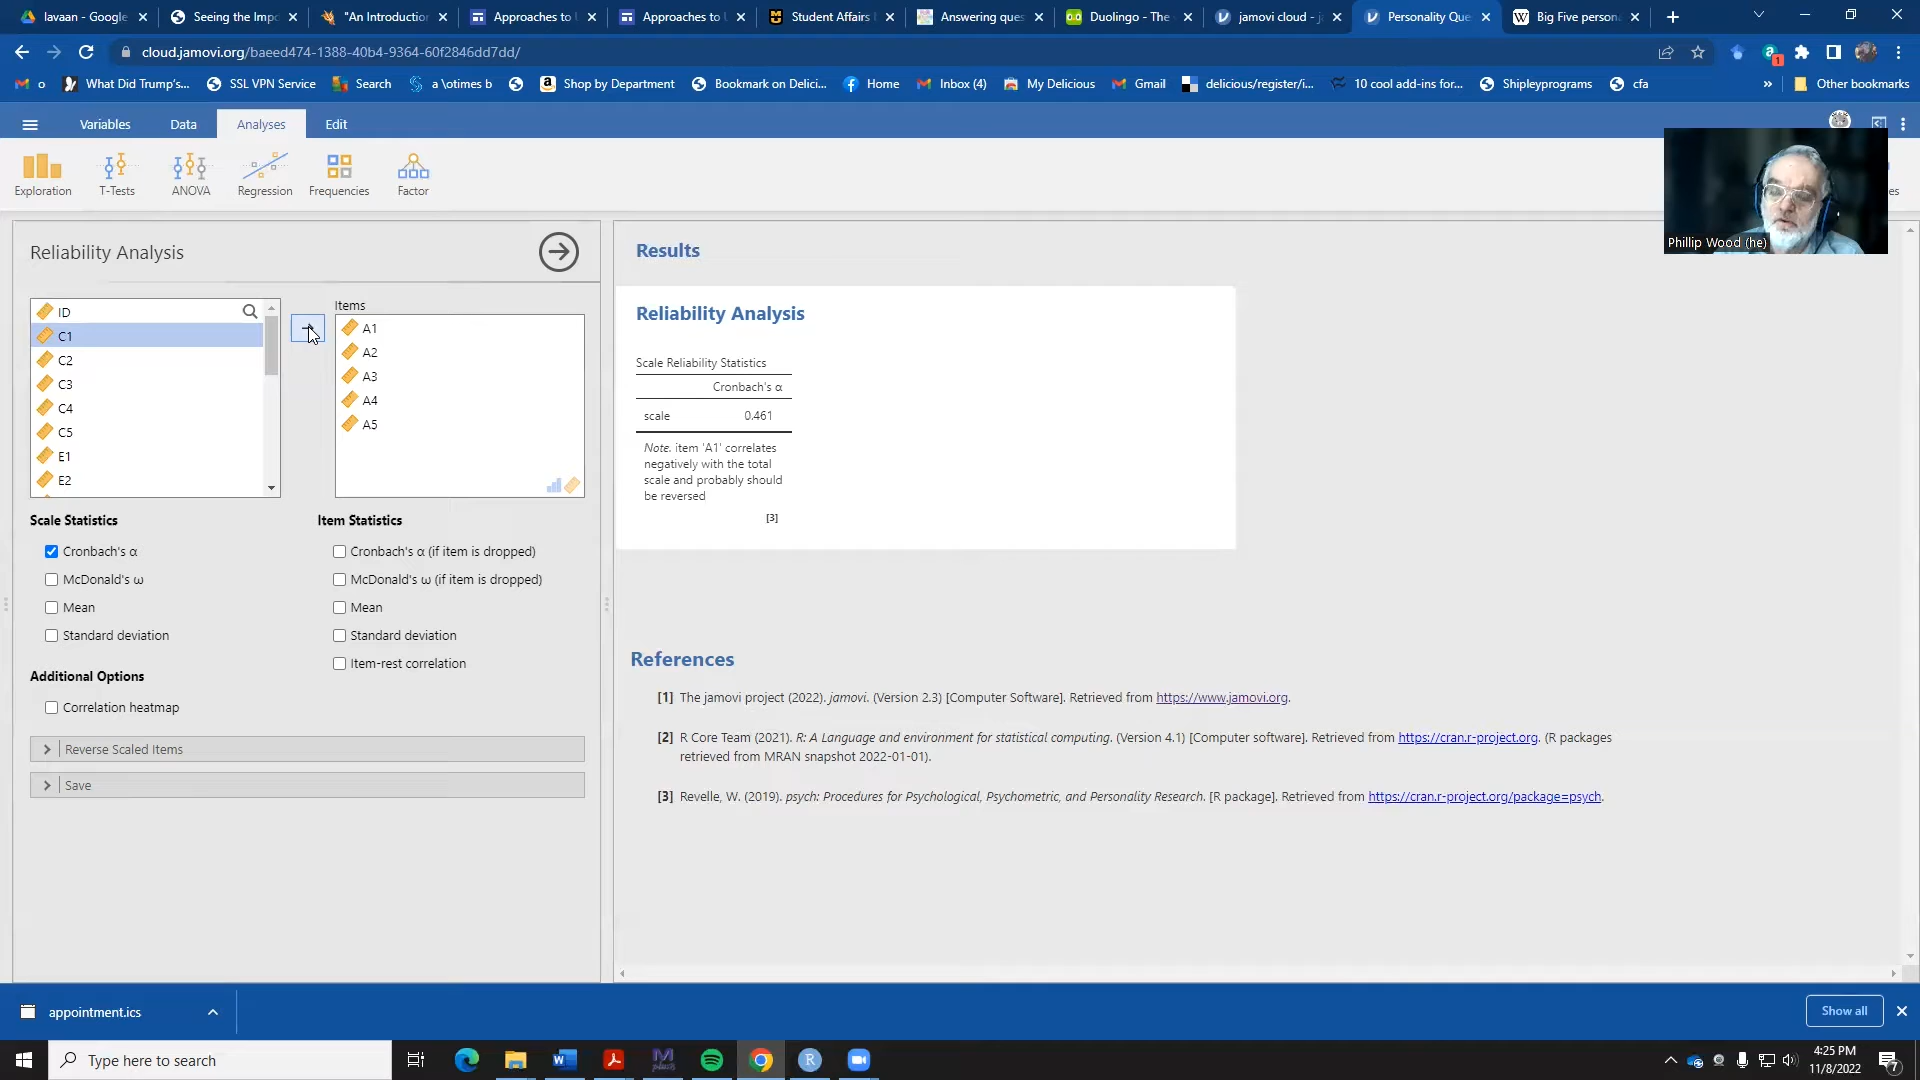 lavaan - Google
Seeing the Imp
"An Introduction
Approaches to U
Approaches to U
Student Affairs
Answering ques
Duolingo - The
jamovi cloud - ja
Personality Que
Big Five person
cloud.jamovi.org/baeed474-1388-40b4-9364-60f2846dd7dd/
o
What Did Trump's...
SSL VPN Service
Search
a \otimes b
Shop by Department
Bookmark on Delici...
Home
Inbox (4)
My Delicious
Gmail
delicious/register/i...
10 cool add-ins for...
Shipleyprograms
cfa
»
Other bookmarks
Variables
Data
Analyses
Edit
Exploration
T-Tests
ANOVA
Regression
Frequencies
Factor
es
Phillip Wood (he)
Reliability Analysis
ID
C1
C2
C3
C4
C5
E1
E2
Items
A1
A2
A3
A4
A5
Scale Statistics
Cronbach's α
McDonald's ω
Mean
Standard deviation
Item Statistics
Cronbach's α (if item is dropped)
McDonald's ω (if item is dropped)
Mean
Standard deviation
Item-rest correlation
Additional Options
Correlation heatmap
Reverse Scaled Items
Save
Results
Reliability Analysis
Scale Reliability Statistics
Cronbach's α
scale 0.461
Note. item 'A1' correlates
negatively with the total
scale and probably should
be reversed
[3]
References
[1] The jamovi project (2022). jamovi. (Version 2.3) [Computer Software]. Retrieved from https://www.jamovi.org.
[2] R Core Team (2021). R: A Language and environment for statistical computing. (Version 4.1) [Computer software]. Retrieved from https://cran.r-project.org. (R packages
retrieved from MRAN snapshot 2022-01-01).
[3] Revelle, W. (2019). psych: Procedures for Psychological, Psychometric, and Personality Research. [R package]. Retrieved from https://cran.r-project.org/package=psych.
appointment.ics
Show all
Type here to search
4:25 PM
11/8/2022
7